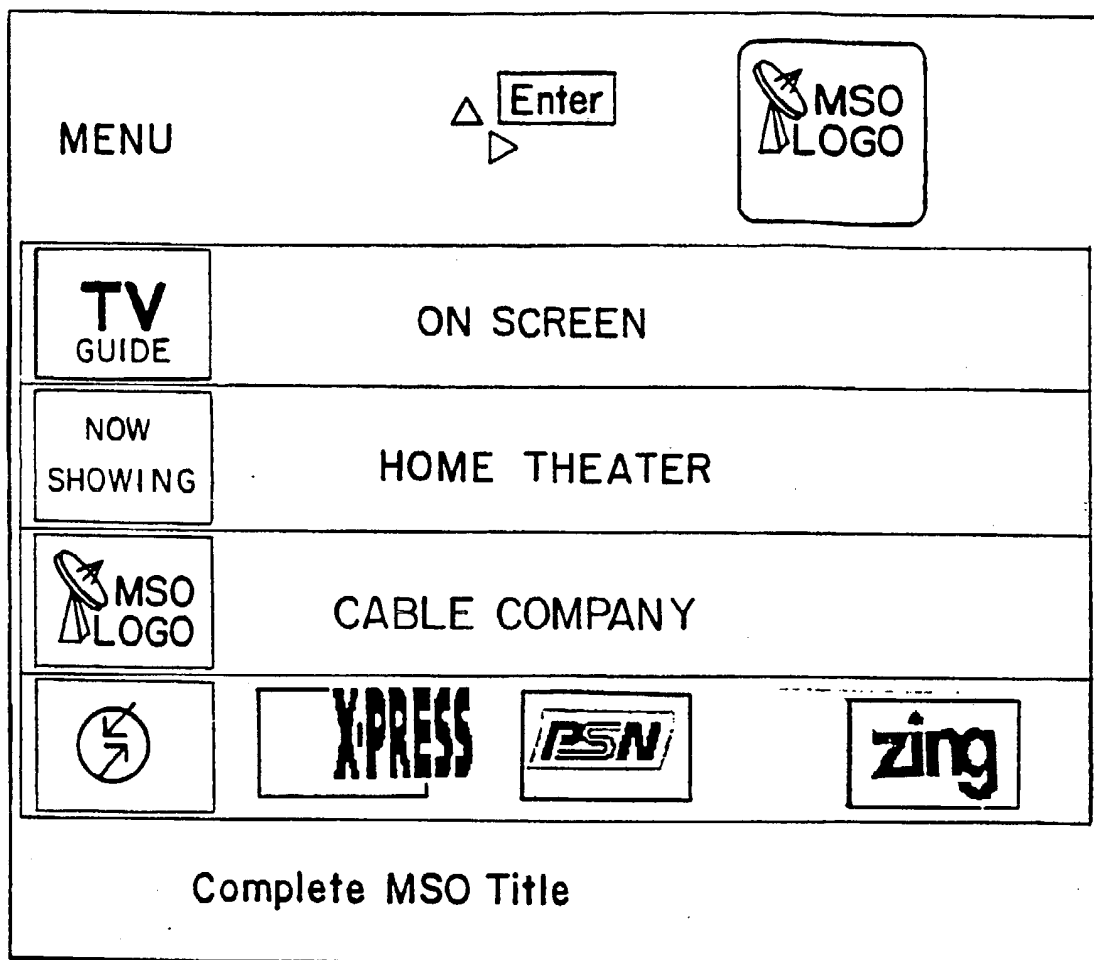 MENU
Enter
MSO
LOGO
TV
GUIDE
ON SCREEN
NOW
SHOWING
HOME THEATER
MSO
LOGO
CABLE COMPANY
X·PRESS
PSN
zing
Complete MSO Title